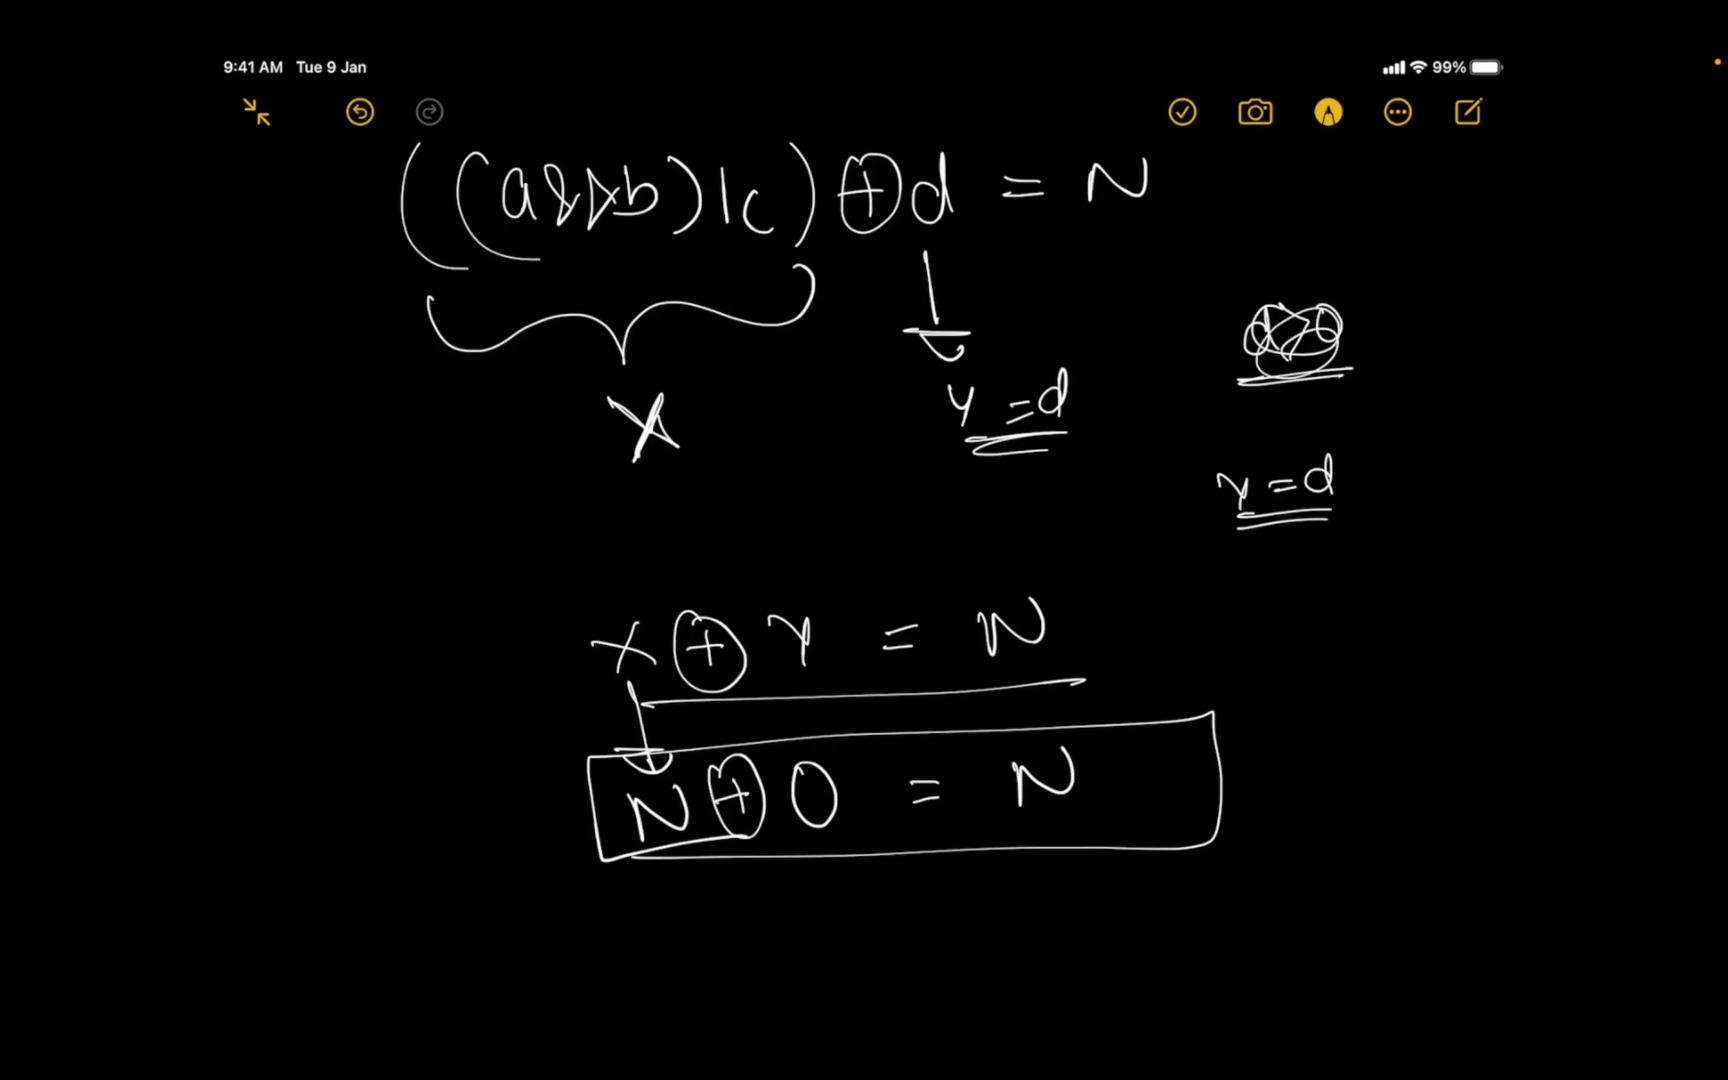 9:41 AM Tue 9 Jan 99%
((a & b) | c) ⊕ d = N
X
y = d
y = d
X ⊕ Y = N
N ⊕ 0 = N